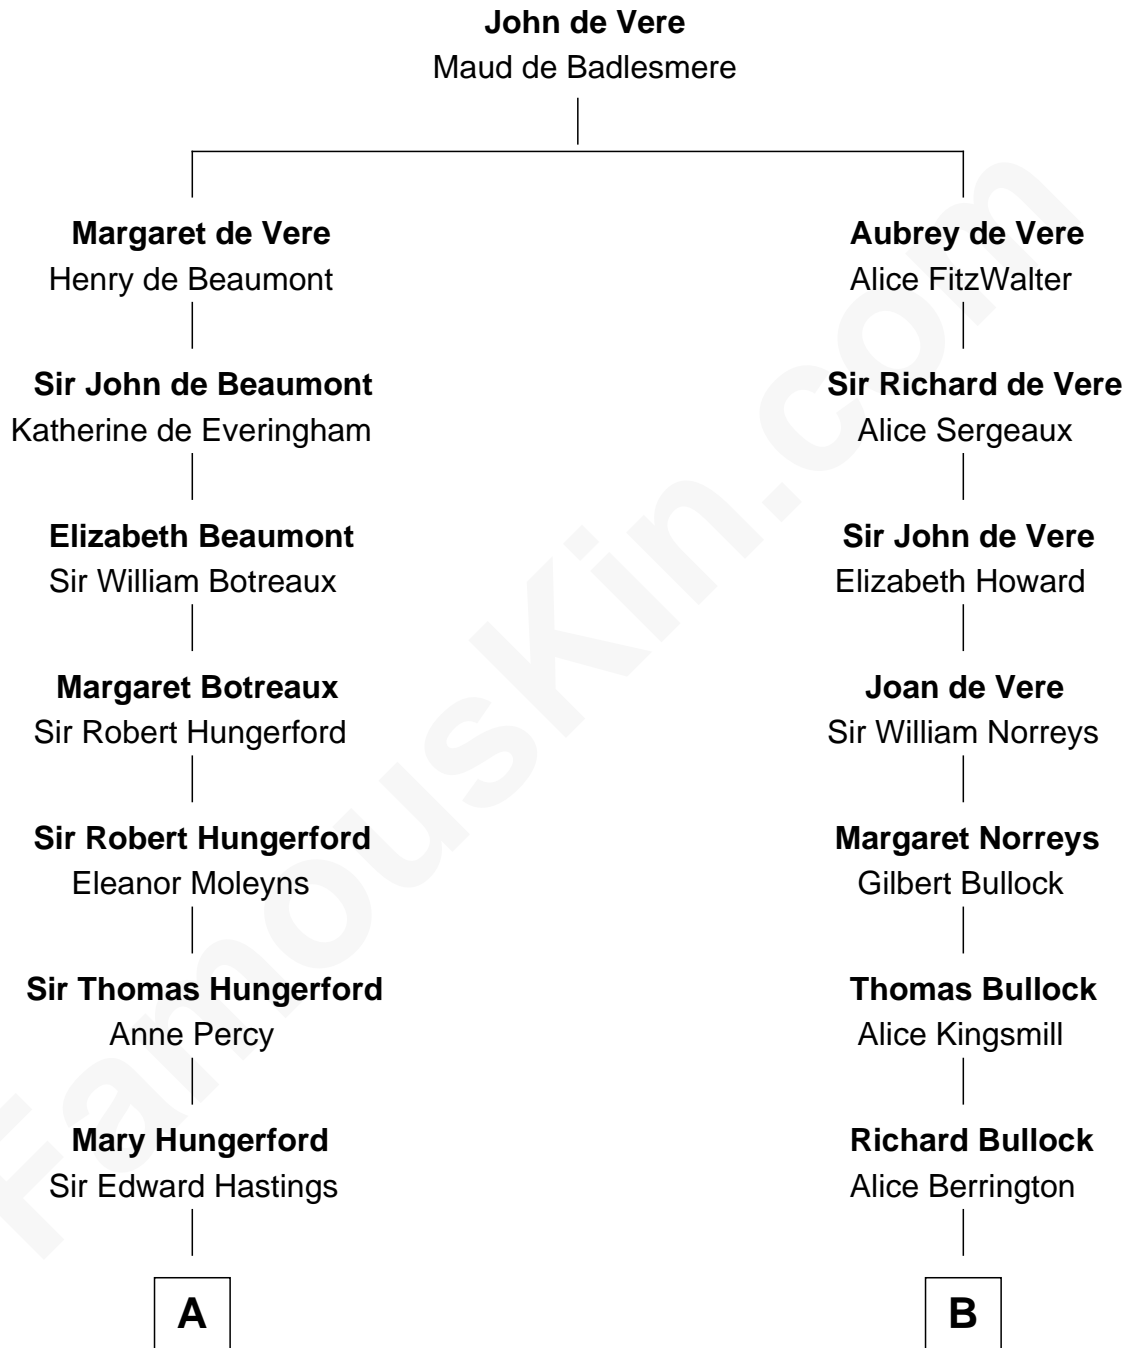 John de Vere
Maud de Badlesmere
Margaret de Vere
Henry de Beaumont
Aubrey de Vere
Alice FitzWalter
Sir John de Beaumont
Katherine de Everingham
Sir Richard de Vere
Alice Sergeaux
Elizabeth Beaumont
Sir William Botreaux
Sir John de Vere
Elizabeth Howard
Margaret Botreaux
Sir Robert Hungerford
Joan de Vere
Sir William Norreys
Sir Robert Hungerford
Eleanor Moleyns
Margaret Norreys
Gilbert Bullock
Sir Thomas Hungerford
Anne Percy
Thomas Bullock
Alice Kingsmill
Mary Hungerford
Sir Edward Hastings
Richard Bullock
Alice Berrington
A
B
FamousKin.com